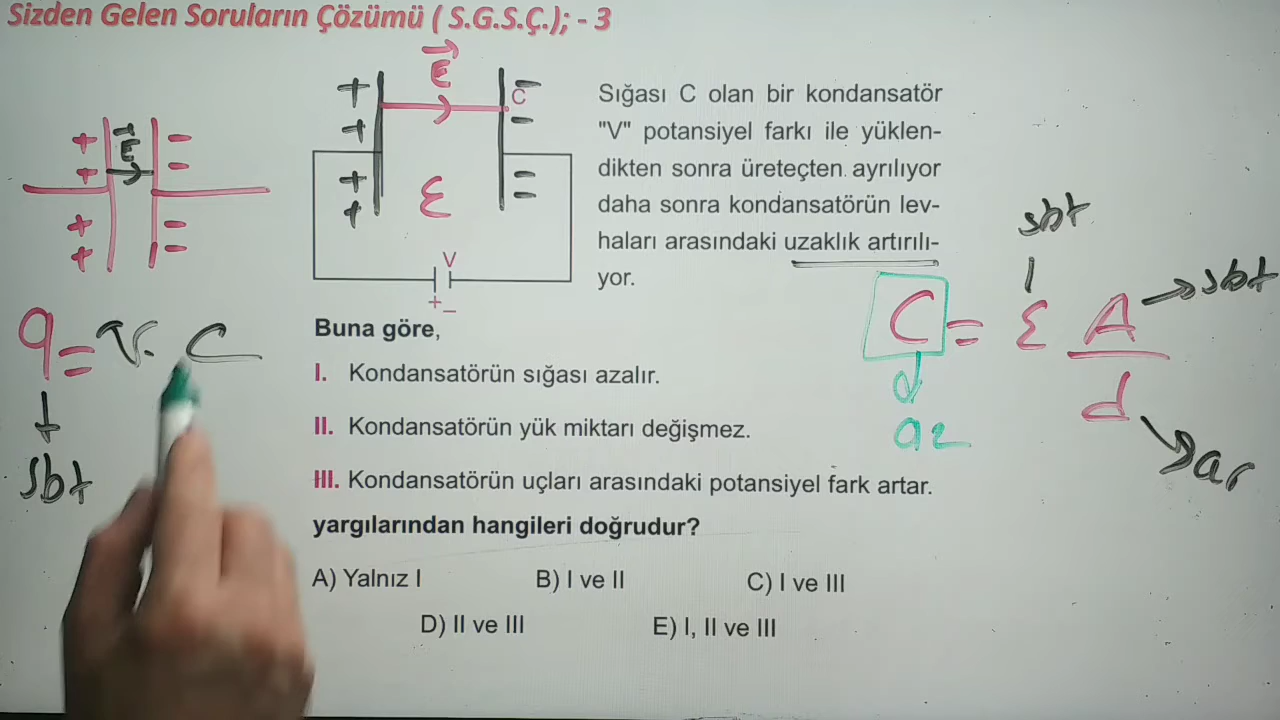 Sizden Gelen Soruların Çözümü ( S.G.S.Ç.); - 3
+ + + +
E
- - - -
q = V. C
sbt
+ + + +
E
C
- - - -
ε
V
+ -
Sığası C olan bir kondansatör
"V" potansiyel farkı ile yüklen-
dikten sonra üreteçten ayrılıyor
daha sonra kondansatörün lev-
haları arasındaki uzaklık artırılı-
yor.
sbt
C = ε A / d
sbt
az
ar
Buna göre,
I. Kondansatörün sığası azalır.
II. Kondansatörün yük miktarı değişmez.
III. Kondansatörün uçları arasındaki potansiyel fark artar.
yargılarından hangileri doğrudur?
A) Yalnız I B) I ve II C) I ve III
D) II ve III E) I, II ve III